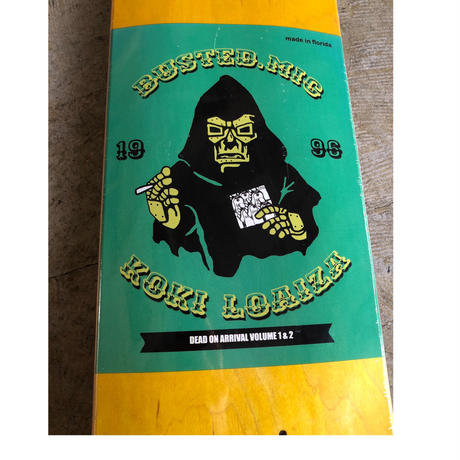 made in florida
BUSTED.MIC
19 96
KOKI LOAIZA
DEAD ON ARRIVAL VOLUME 1 & 2